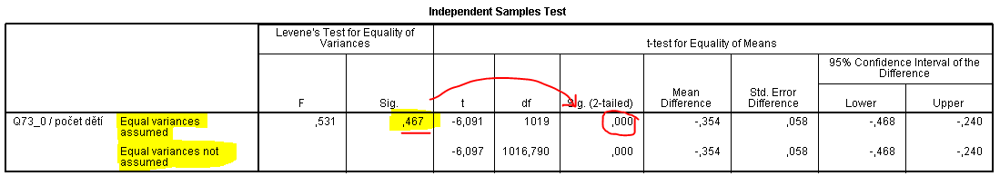 Independent Samples Test
Levene's Test for Equality of Variances t-test for Equality of Means
95% Confidence Interval of the Difference
F Sig. t df Sig. (2-tailed) Mean Difference Std. Error Difference Lower Upper
Q73_0 / počet dětí Equal variances assumed ,531 ,467 -6,091 1019 ,000 -,354 ,058 -,468 -,240
Equal variances not assumed -6,097 1016,790 ,000 -,354 ,058 -,468 -,240